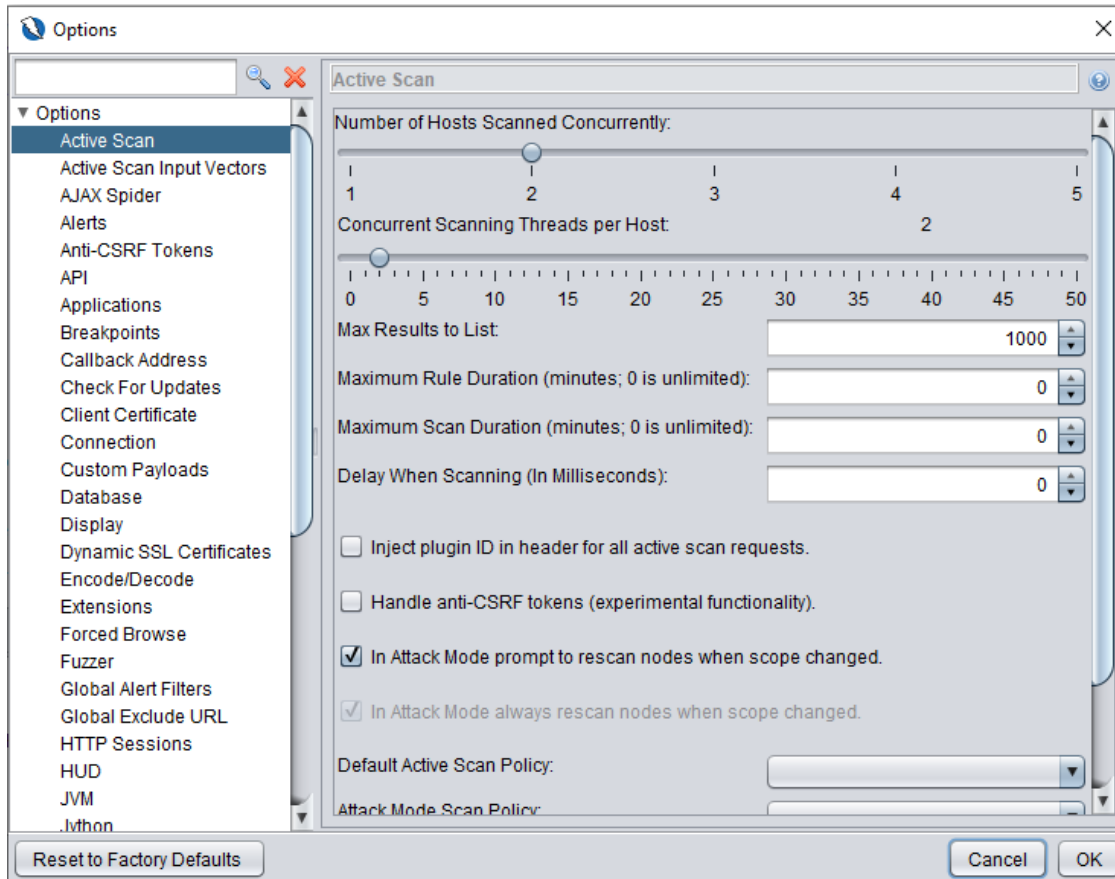 Options
Active Scan
Options
Active Scan
Active Scan Input Vectors
AJAX Spider
Alerts
Anti-CSRF Tokens
API
Applications
Breakpoints
Callback Address
Check For Updates
Client Certificate
Connection
Custom Payloads
Database
Display
Dynamic SSL Certificates
Encode/Decode
Extensions
Forced Browse
Fuzzer
Global Alert Filters
Global Exclude URL
HTTP Sessions
HUD
JVM
Jython
Number of Hosts Scanned Concurrently:
1 2 3 4 5
Concurrent Scanning Threads per Host: 2
0 5 10 15 20 25 30 35 40 45 50
Max Results to List: 1000
Maximum Rule Duration (minutes; 0 is unlimited): 0
Maximum Scan Duration (minutes; 0 is unlimited): 0
Delay When Scanning (In Milliseconds): 0
Inject plugin ID in header for all active scan requests.
Handle anti-CSRF tokens (experimental functionality).
In Attack Mode prompt to rescan nodes when scope changed.
In Attack Mode always rescan nodes when scope changed.
Default Active Scan Policy:
Attack Mode Scan Policy:
Reset to Factory Defaults
Cancel
OK